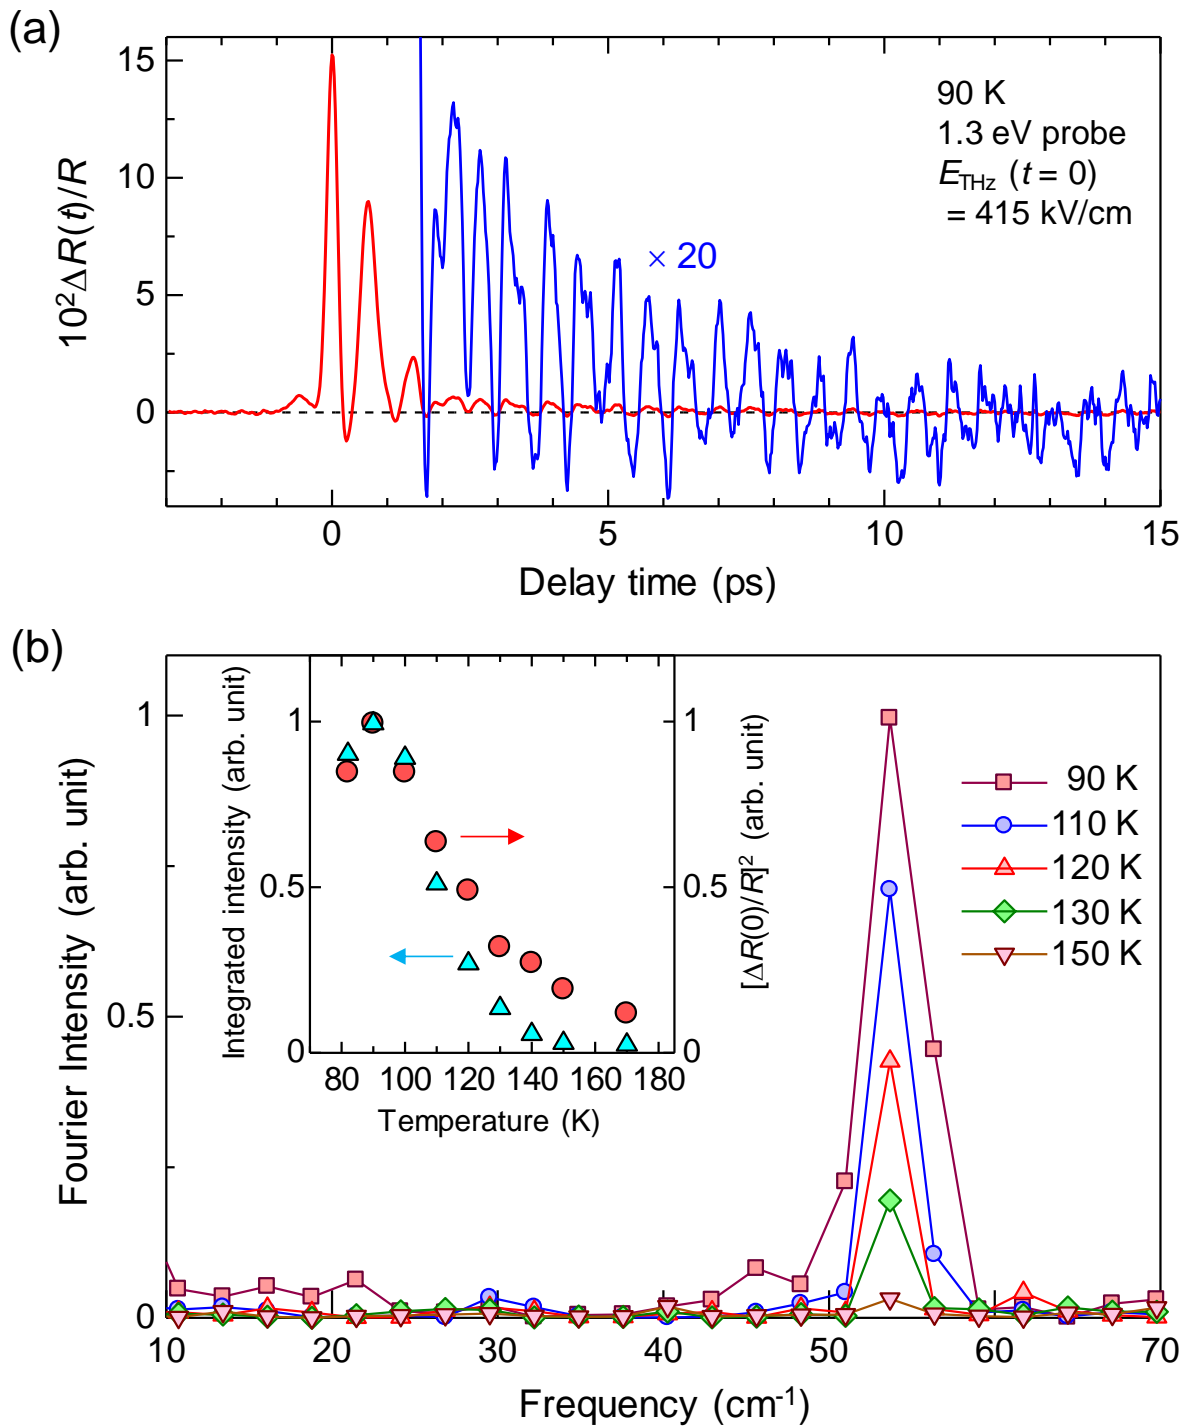 (a)
15
10
5
0
10²ΔR(t)/R
90 K
1.3 eV probe
E_THz (t = 0)
= 415 kV/cm
× 20
0 5 10 15
Delay time (ps)
(b)
1
0.5
0
Fourier Intensity (arb. unit)
1
0.5
0
Integrated intensity (arb. unit)
1
0.5
0
[ΔR(0)/R]² (arb. unit)
80 100 120 140 160 180
Temperature (K)
90 K
110 K
120 K
130 K
150 K
10 20 30 40 50 60 70
Frequency (cm⁻¹)